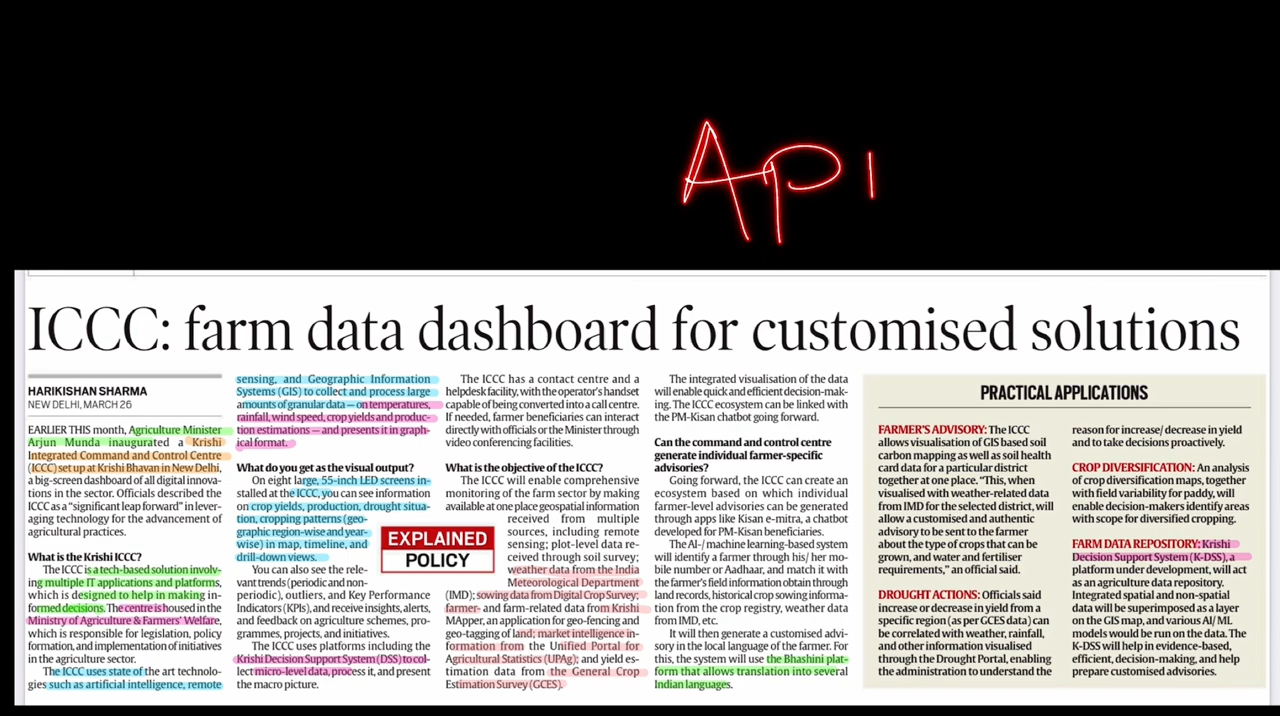 Api
ICCC: farm data dashboard for customised solutions
HARIKISHAN SHARMA
NEW DELHI, MARCH 26
EARLIER THIS month, Agriculture Minister
Arjun Munda inaugurated a Krishi
Integrated Command and Control Centre
(ICCC) set up at Krishi Bhavan in New Delhi,
a big-screen dashboard of all digital innova-
tions in the sector. Officials described the
ICCC as a “significant leap forward” in lever-
aging technology for the advancement of
agricultural practices.
What is the Krishi ICCC?
The ICCC is a tech-based solution involv-
ing multiple IT applications and platforms,
which is designed to help in making in-
formed decisions. The centre is housed in the
Ministry of Agriculture & Farmers’ Welfare,
which is responsible for legislation, policy
formation, and implementation of initiatives
in the agriculture sector.
The ICCC uses state of the art technolo-
gies such as artificial intelligence, remote
sensing, and Geographic Information
Systems (GIS) to collect and process large
amounts of granular data — on temperatures,
rainfall, wind speed, crop yields and produc-
tion estimations — and presents it in graph-
ical format.
What do you get as the visual output?
On eight large, 55-inch LED screens in-
stalled at the ICCC, you can see information
on crop yields, production, drought situa-
tion, cropping patterns (geo-
graphic region-wise and year-
wise) in map, timeline, and
drill-down views.
You can also see the rele-
vant trends (periodic and non-
periodic), outliers, and Key Performance
Indicators (KPIs), and receive insights, alerts,
and feedback on agriculture schemes, pro-
grammes, projects, and initiatives.
The ICCC uses platforms including the
Krishi Decision Support System (DSS) to col-
lect micro-level data, process it, and present
the macro picture.
EXPLAINED
POLICY
The ICCC has a contact centre and a
helpdesk facility, with the operator’s handset
capable of being converted into a call centre.
If needed, farmer beneficiaries can interact
directly with officials or the Minister through
video conferencing facilities.
What is the objective of the ICCC?
The ICCC will enable comprehensive
monitoring of the farm sector by making
available at one place geospatial information
received from multiple
sources, including remote
sensing; plot-level data re-
ceived through soil survey;
weather data from the India
Meteorological Department
(IMD); sowing data from Digital Crop Survey;
farmer- and farm-related data from Krishi
MApper, an application for geo-fencing and
geo-tagging of land; market intelligence in-
formation from the Unified Portal for
Agricultural Statistics (UPAg); and yield es-
timation data from the General Crop
Estimation Survey (GCES).
The integrated visualisation of the data
will enable quick and efficient decision-mak-
ing. The ICCC ecosystem can be linked with
the PM-Kisan chatbot going forward.
Can the command and control centre
generate individual farmer-specific
advisories?
Going forward, the ICCC can create an
ecosystem based on which individual
farmer-level advisories can be generated
through apps like Kisan e-mitra, a chatbot
developed for PM-Kisan beneficiaries.
The AI-/ machine learning-based system
will identify a farmer through his/ her mo-
bile number or Aadhaar, and match it with
the farmer’s field information obtain through
land records, historical crop sowing informa-
tion from the crop registry, weather data
from IMD, etc.
It will then generate a customised advi-
sory in the local language of the farmer. For
this, the system will use the Bhashini plat-
form that allows translation into several
Indian languages.
PRACTICAL APPLICATIONS
FARMER’S ADVISORY: The ICCC
allows visualisation of GIS based soil
carbon mapping as well as soil health
card data for a particular district
together at one place. “This, when
visualised with weather-related data
from IMD for the selected district, will
allow a customised and authentic
advisory to be sent to the farmer
about the type of crops that can be
grown, and water and fertiliser
requirements,” an official said.
DROUGHT ACTIONS: Officials said
increase or decrease in yield from a
specific region (as per GCES data) can
be correlated with weather, rainfall,
and other information visualised
through the Drought Portal, enabling
the administration to understand the
reason for increase/ decrease in yield
and to take decisions proactively.
CROP DIVERSIFICATION: An analysis
of crop diversification maps, together
with field variability for paddy, will
enable decision-makers identify areas
with scope for diversified cropping.
FARM DATA REPOSITORY: Krishi
Decision Support System (K-DSS), a
platform under development, will act
as an agriculture data repository.
Integrated spatial and non-spatial
data will be superimposed as a layer
on the GIS map, and various AI/ ML
models would be run on the data. The
K-DSS will help in evidence-based,
efficient, decision-making, and help
prepare customised advisories.